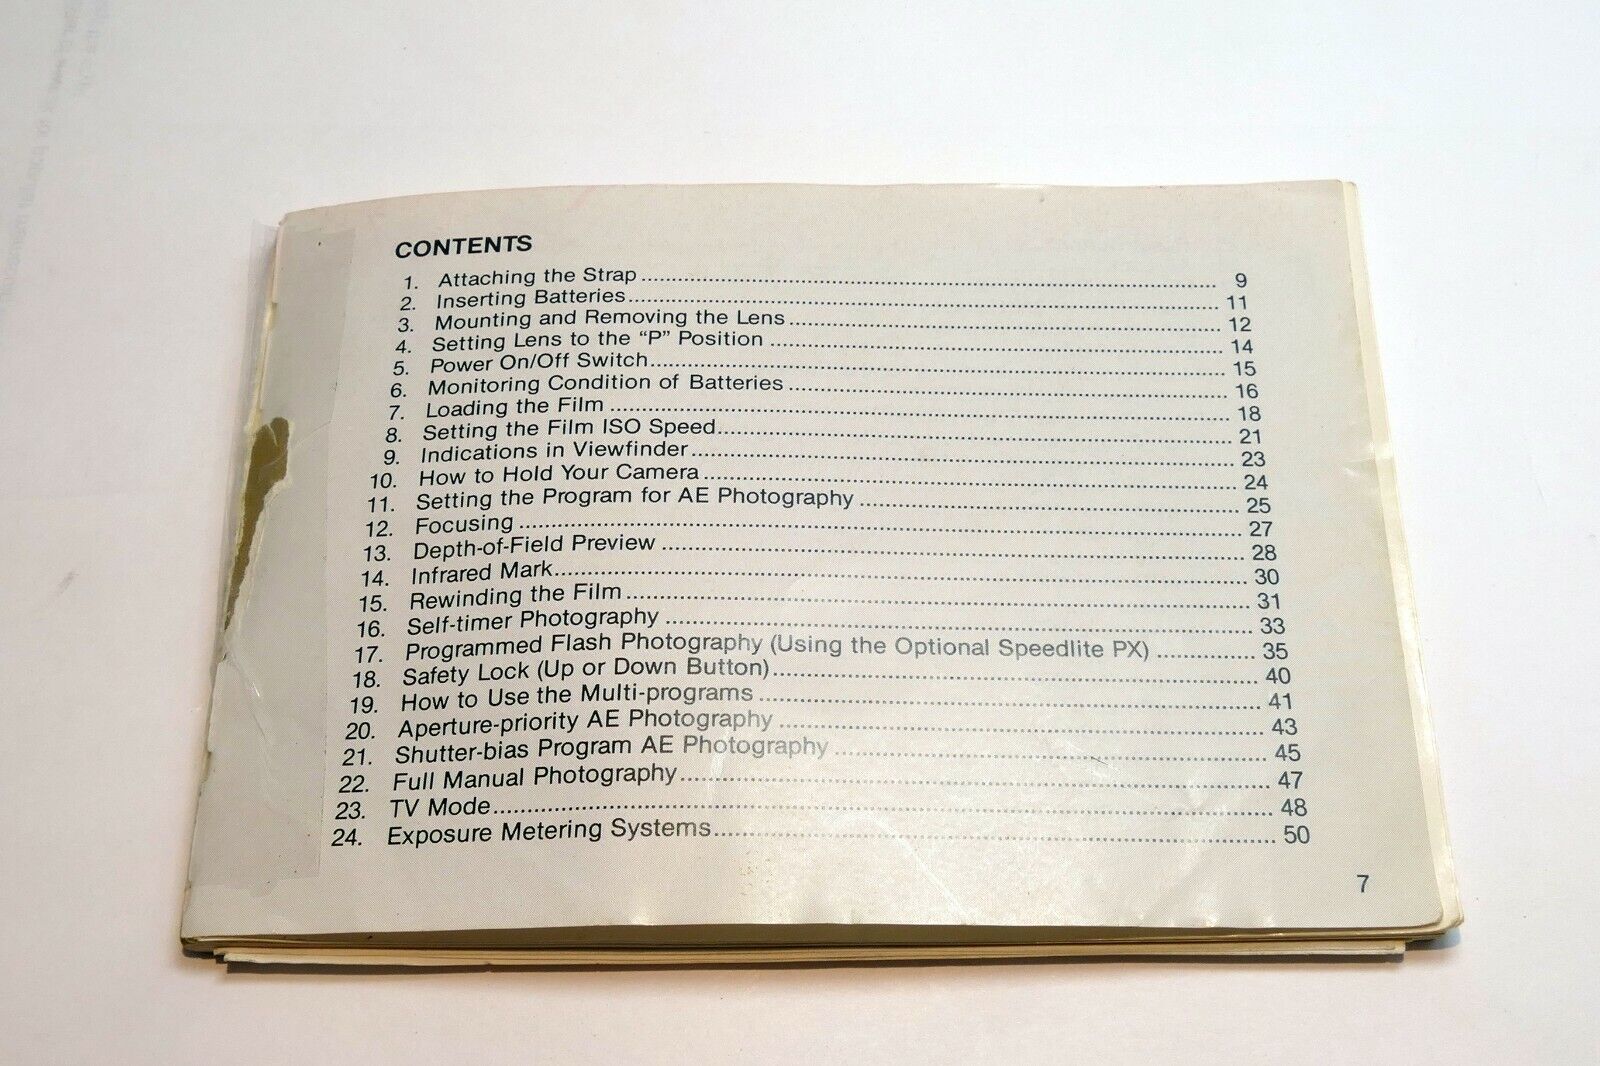 CONTENTS
1. Attaching the Strap ........ 9
2. Inserting Batteries ........ 11
3. Mounting and Removing the Lens ........ 12
4. Setting Lens to the “P” Position ........ 14
5. Power On/Off Switch ........ 15
6. Monitoring Condition of Batteries ........ 16
7. Loading the Film ........ 18
8. Setting the Film ISO Speed ........ 21
9. Indications in Viewfinder ........ 23
10. How to Hold Your Camera ........ 24
11. Setting the Program for AE Photography ........ 25
12. Focusing ........ 27
13. Depth-of-Field Preview ........ 28
14. Infrared Mark ........ 30
15. Rewinding the Film ........ 31
16. Self-timer Photography ........ 33
17. Programmed Flash Photography (Using the Optional Speedlite PX) ........ 35
18. Safety Lock (Up or Down Button) ........ 40
19. How to Use the Multi-programs ........ 41
20. Aperture-priority AE Photography ........ 43
21. Shutter-bias Program AE Photography ........ 45
22. Full Manual Photography ........ 47
23. TV Mode ........ 48
24. Exposure Metering Systems ........ 50
7